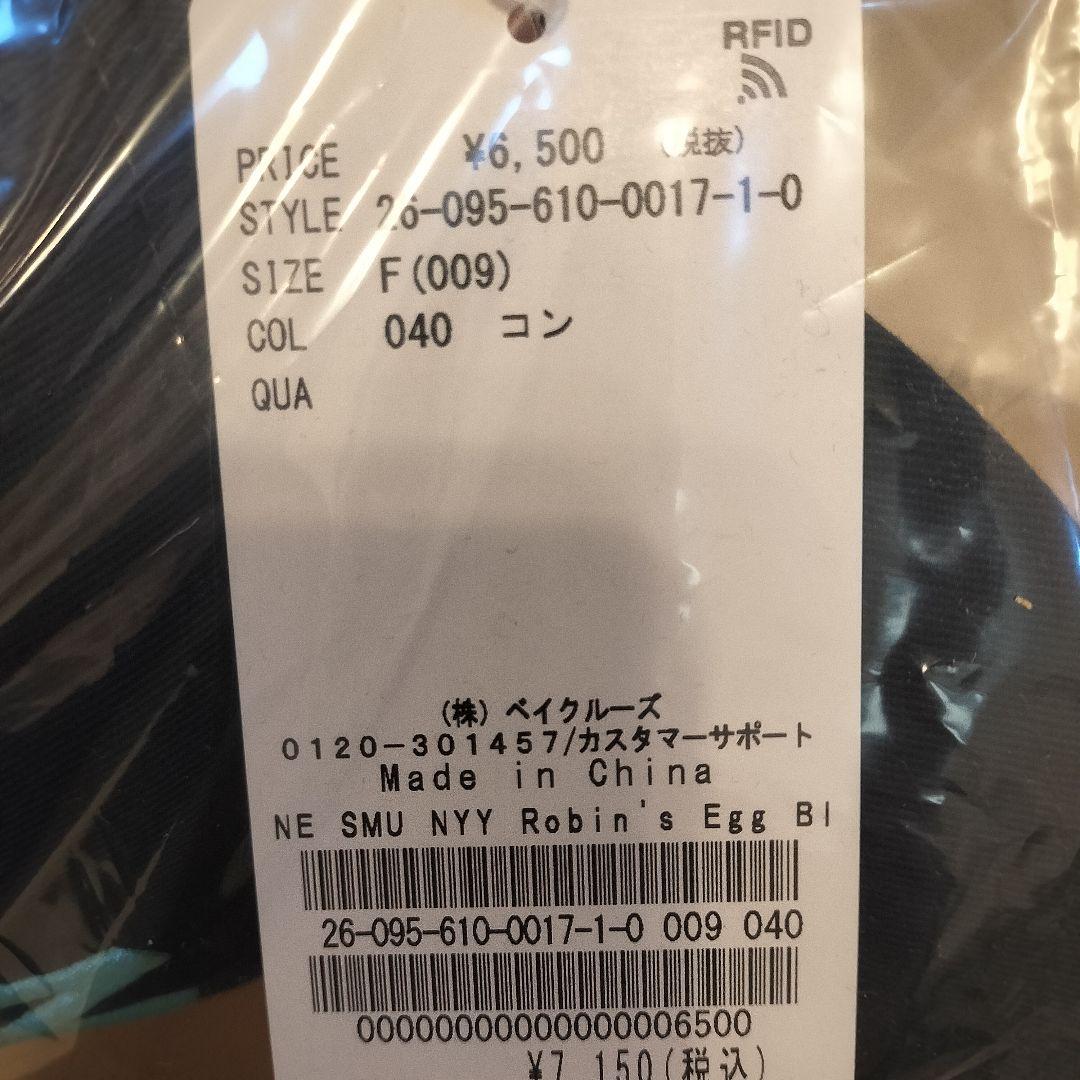 RFID
PRICE ¥6,500 (税抜)
STYLE 26-095-610-0017-1-0
SIZE F(009)
COL 040 コン
QUA
(株) ベイクルーズ
0120-301457/カスタマーサポート
Made in China
NE SMU NYY Robin's Egg Bl
26-095-610-0017-1-0 009 040
00000000000000006500
¥7,150(税込)